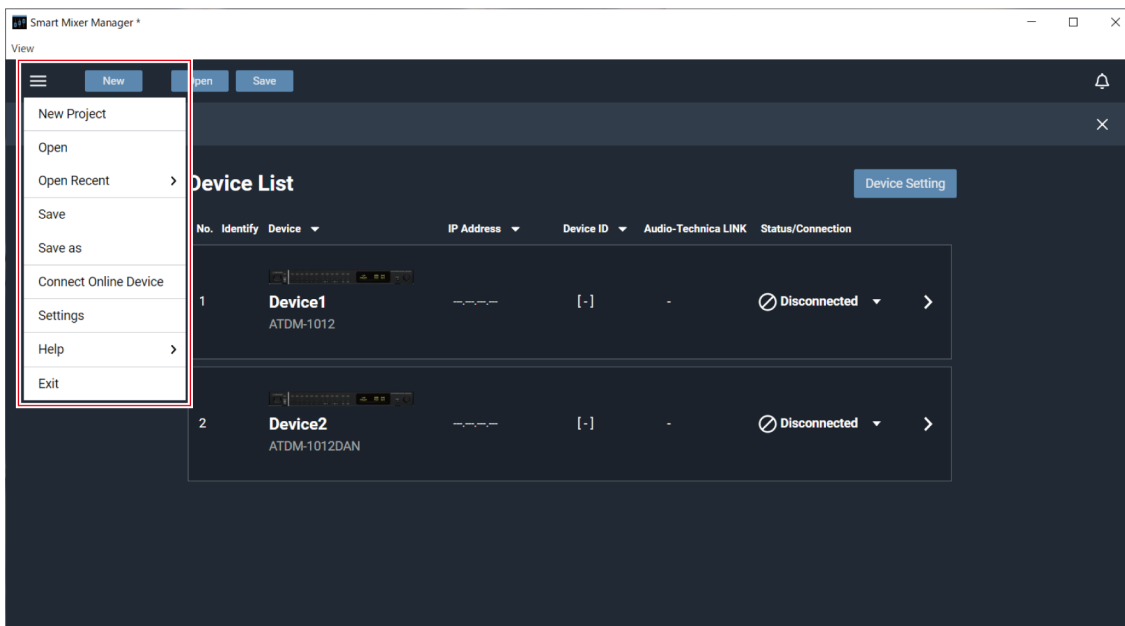 Smart Mixer Manager *
View
New
Open
Save
New Project
Open
Open Recent
Save
Save as
Connect Online Device
Settings
Help
Exit
Device List
Device Setting
No. Identify Device IP Address Device ID Audio-Technica LINK Status/Connection
1 Device1 --.--.--.-- [ - ] - Disconnected
ATDM-1012
2 Device2 --.--.--.-- [ - ] - Disconnected
ATDM-1012DAN